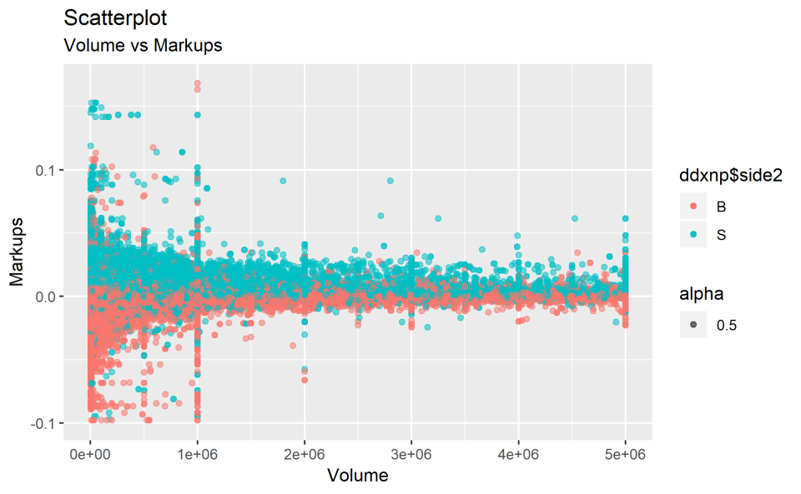 Scatterplot
Volume vs Markups
0.1
0.0
-0.1
Markups
0e+00 1e+06 2e+06 3e+06 4e+06 5e+06
Volume
ddxnp$side2
B
S
alpha
0.5